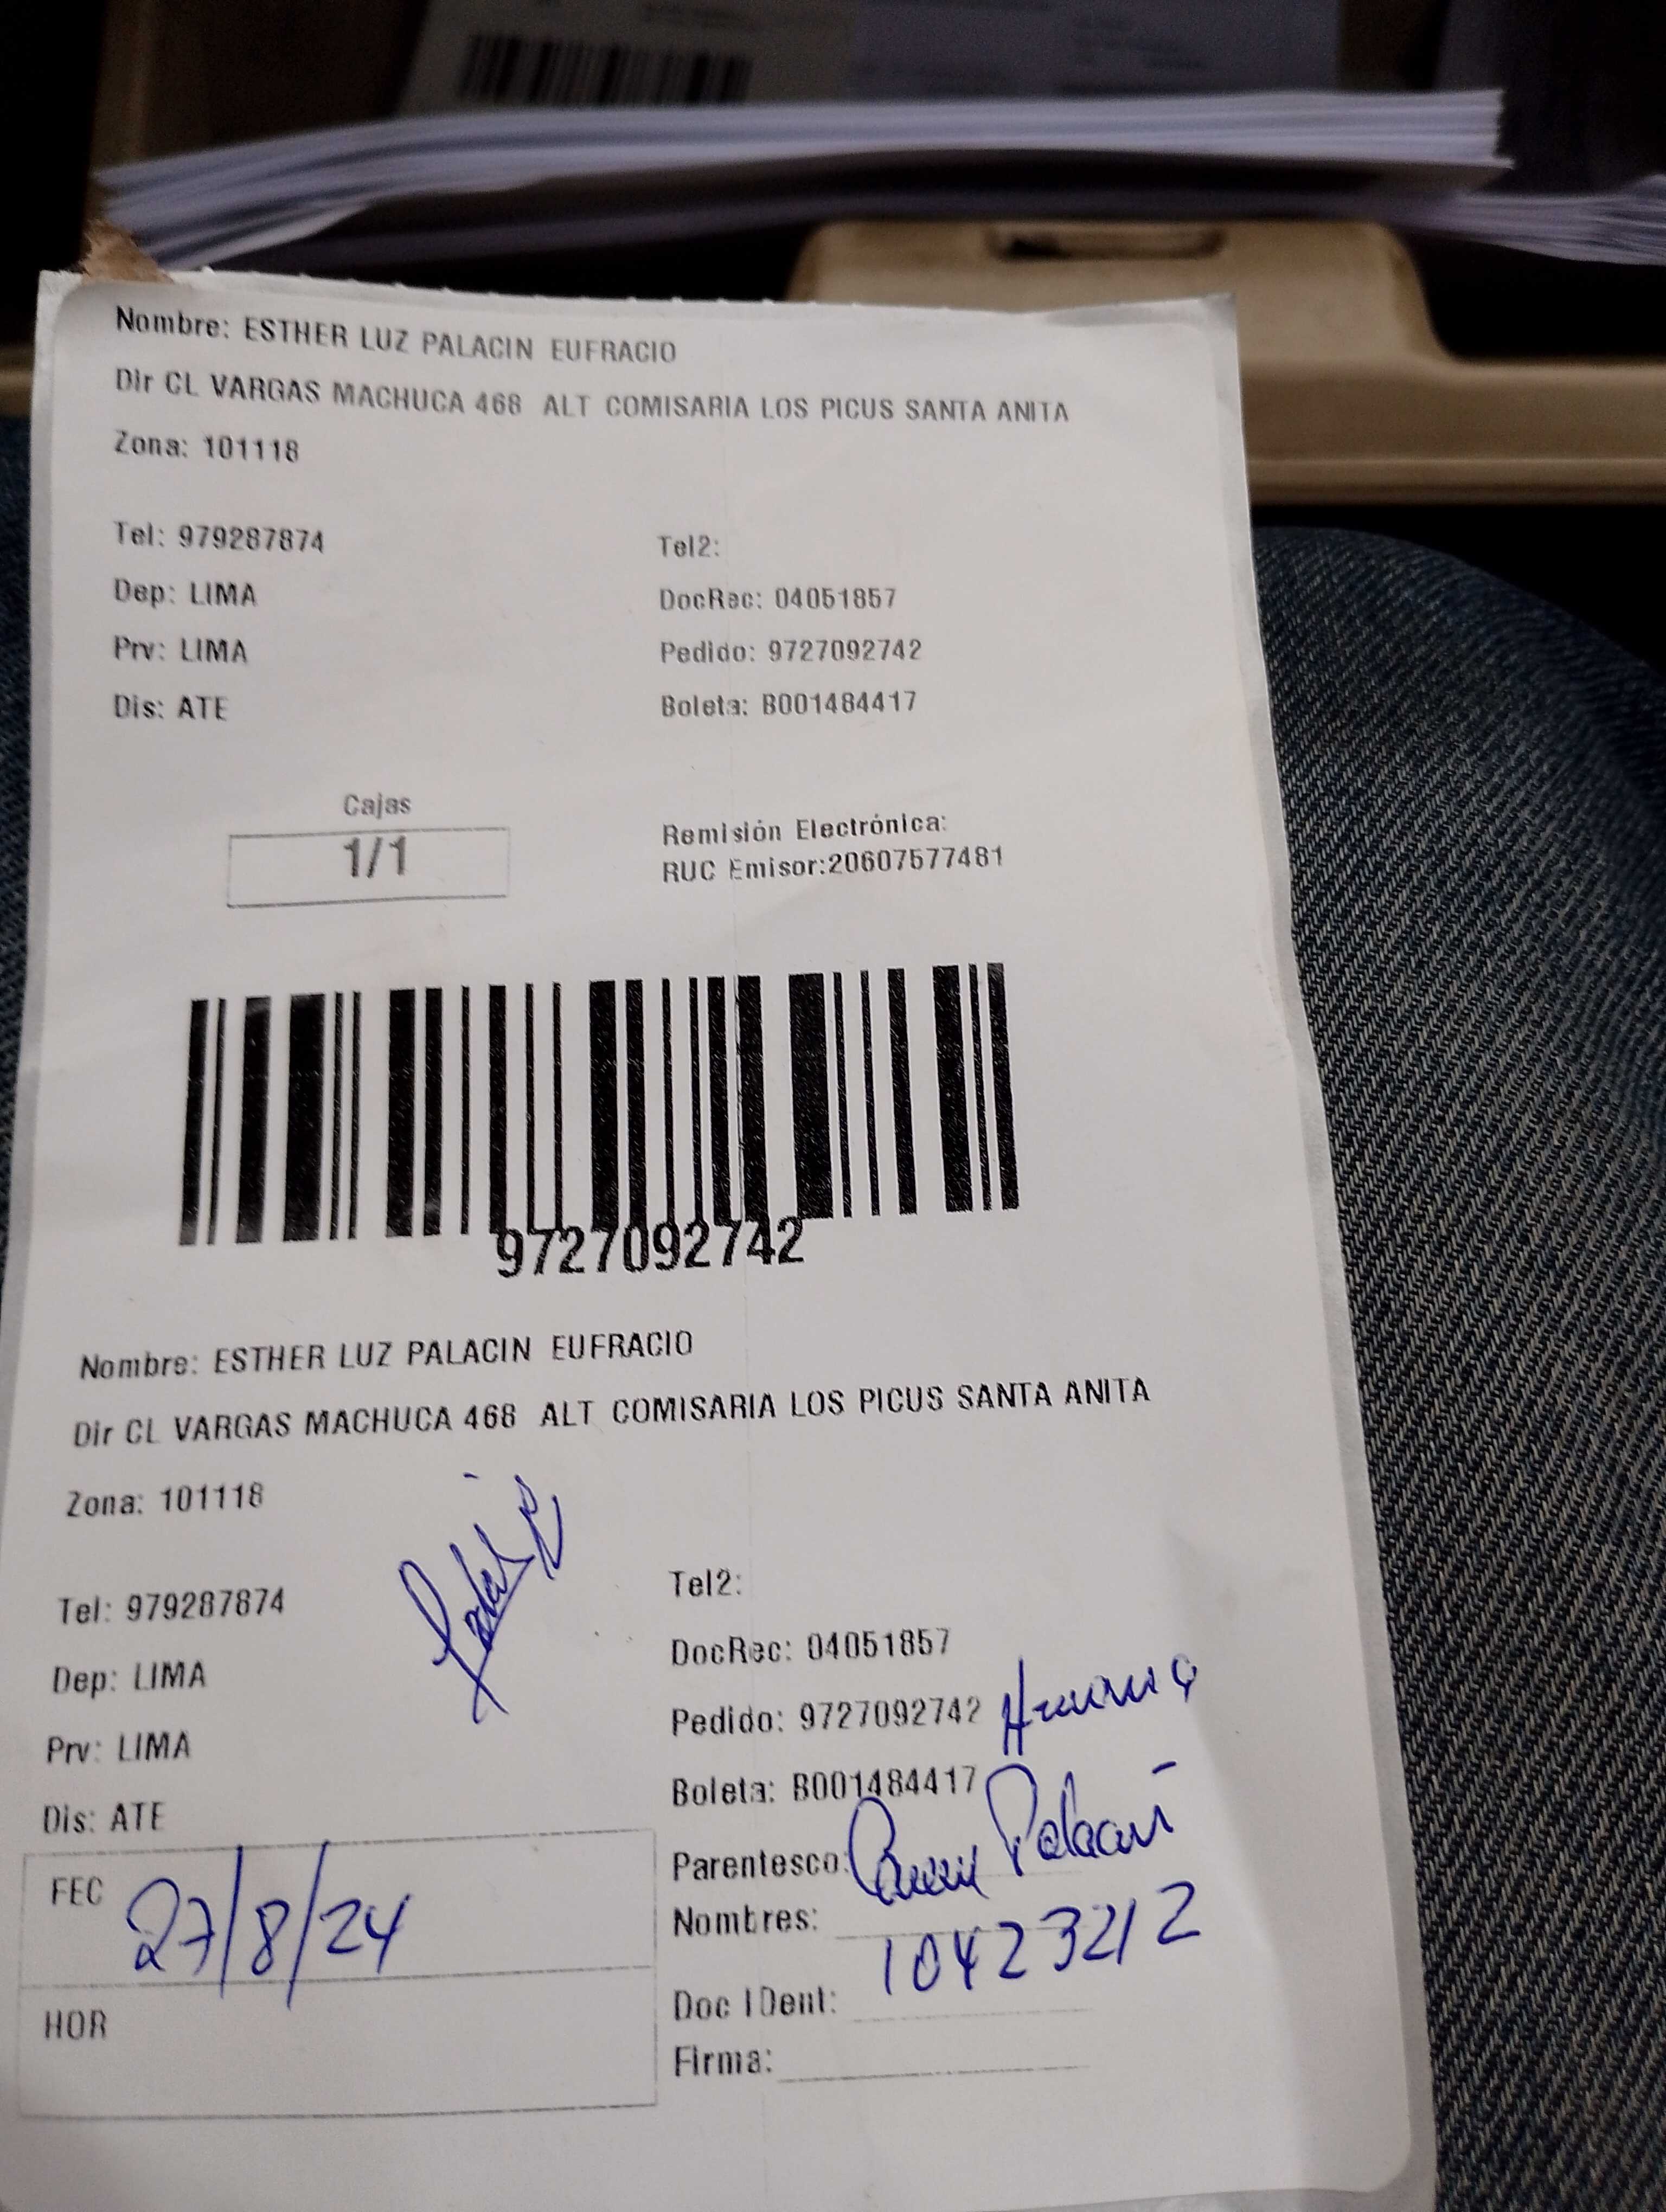 Nombre: ESTHER LUZ PALACIN EUFRACIO
Dir CL VARGAS MACHUCA 468 ALT COMISARIA LOS PICUS SANTA ANITA
Zona: 101118
Tel: 979287874 Tel2:
Dep: LIMA DocRec: 04051857
Prv: LIMA Pedido: 9727092742
Dis: ATE Boleta: B001484417
Cajas
1/1
Remisión Electrónica:
RUC Emisor:20607577481
9727092742
Nombre: ESTHER LUZ PALACIN EUFRACIO
Dir CL VARGAS MACHUCA 468 ALT COMISARIA LOS PICUS SANTA ANITA
Zona: 101118
Tel: 979287874 Tel2:
Dep: LIMA DocRec: 04051857
Prv: LIMA Pedido: 9727092742 Hermana
Dis: ATE Boleta: B001484417
Parentesco: Palacin
FEC 27/8/24
Nombres:
10423212
HOR
Doc IDent:
Firma: